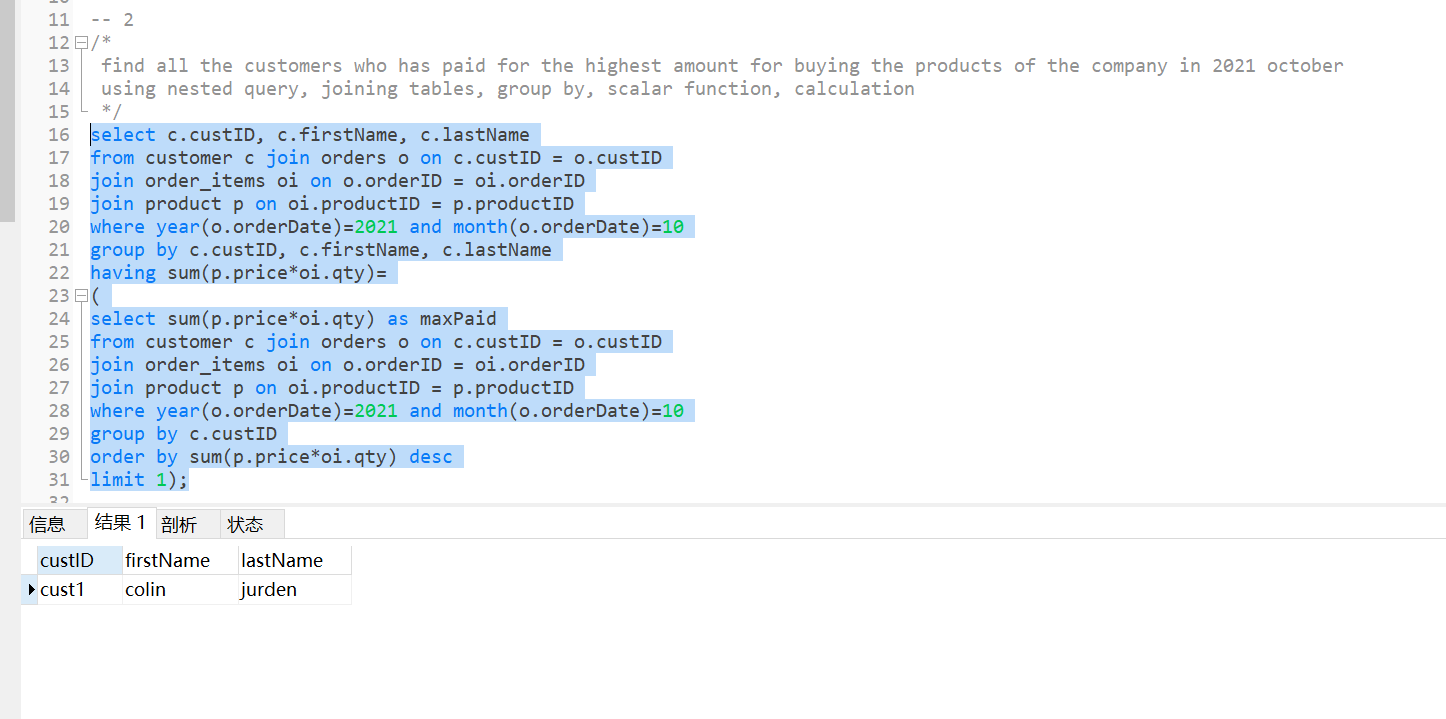 11 -- 2
12 /*
13 find all the customers who has paid for the highest amount for buying the products of the company in 2021 october
14 using nested query, joining tables, group by, scalar function, calculation
15 */
16 select c.custID, c.firstName, c.lastName
17 from customer c join orders o on c.custID = o.custID
18 join order_items oi on o.orderID = oi.orderID
19 join product p on oi.productID = p.productID
20 where year(o.orderDate)=2021 and month(o.orderDate)=10
21 group by c.custID, c.firstName, c.lastName
22 having sum(p.price*oi.qty)=
23 (
24 select sum(p.price*oi.qty) as maxPaid
25 from customer c join orders o on c.custID = o.custID
26 join order_items oi on o.orderID = oi.orderID
27 join product p on oi.productID = p.productID
28 where year(o.orderDate)=2021 and month(o.orderDate)=10
29 group by c.custID
30 order by sum(p.price*oi.qty) desc
31 limit 1);
32
信息 结果 1 剖析 状态
custID firstName lastName
cust1 colin jurden